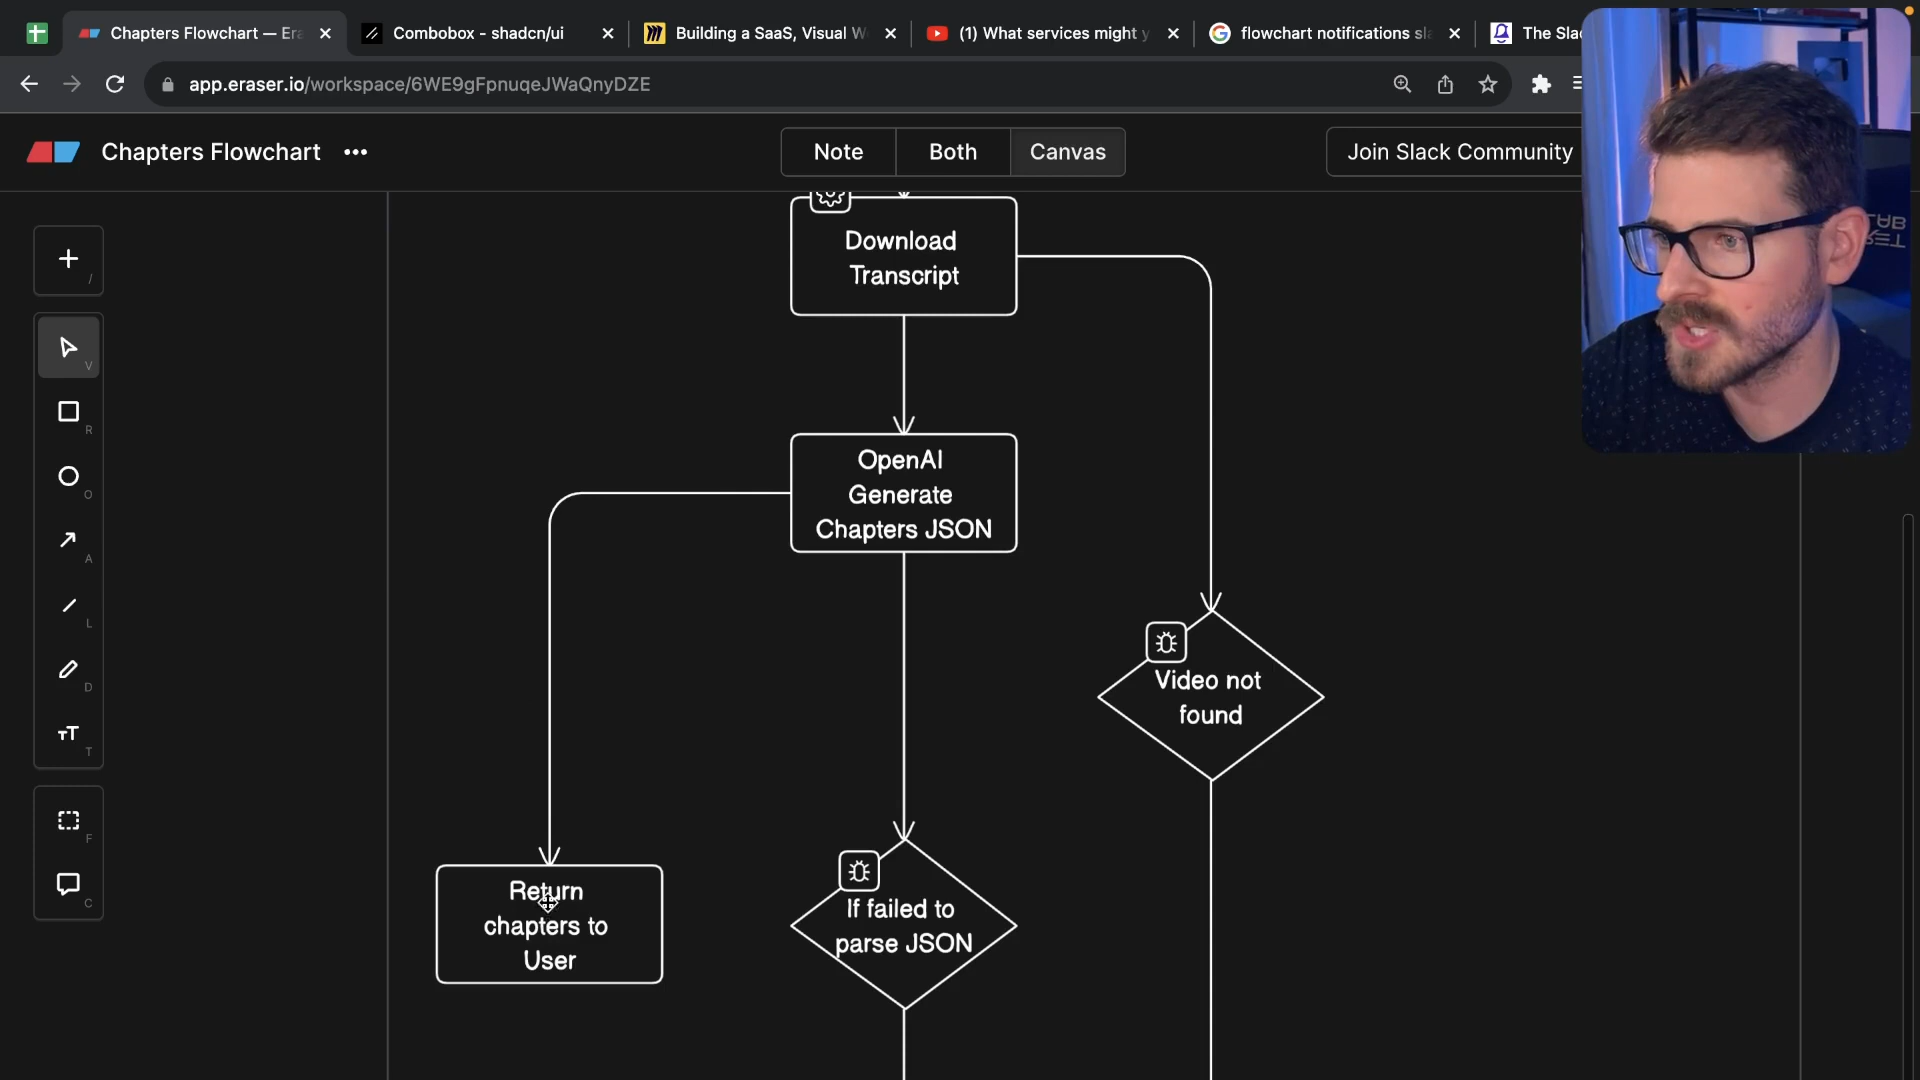 Chapters Flowchart — Era
Combobox - shadcn/ui
Building a SaaS, Visual W
(1) What services might y
flowchart notifications sla
The Slac
app.eraser.io/workspace/6WE9gFpnuqeJWaQnyDZE
Chapters Flowchart
Note
Both
Canvas
Join Slack Community
/
V
R
O
A
L
D
T
F
C
Download
Transcript
OpenAI
Generate
Chapters JSON
Video not
found
Return
chapters to
User
If failed to
parse JSON